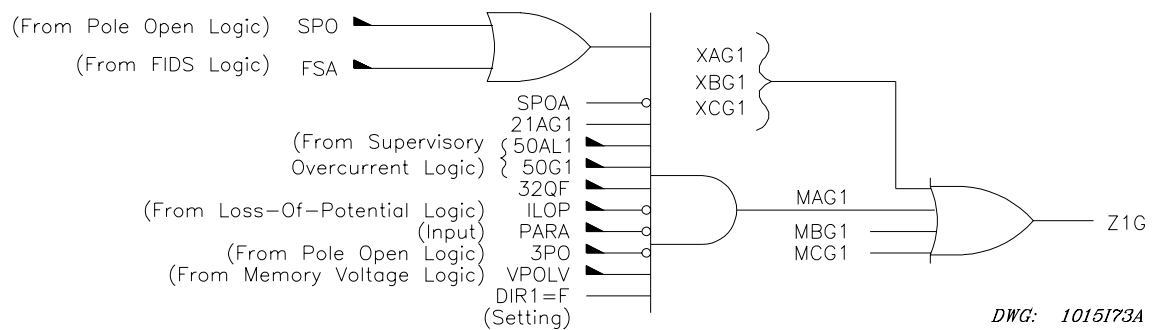 (From Pole Open Logic) SPO
(From FIDS Logic) FSA
XAG1
XBG1
XCG1
SPOA
21AG1
(From Supervisory
Overcurrent Logic)
50AL1
50G1
32QF
(From Loss-Of-Potential Logic) ILOP
(Input) PARA
(From Pole Open Logic) 3PO
(From Memory Voltage Logic) VPOLV
DIR1=F
(Setting)
MAG1
MBG1
MCG1
Z1G
DWG: 1015I73A